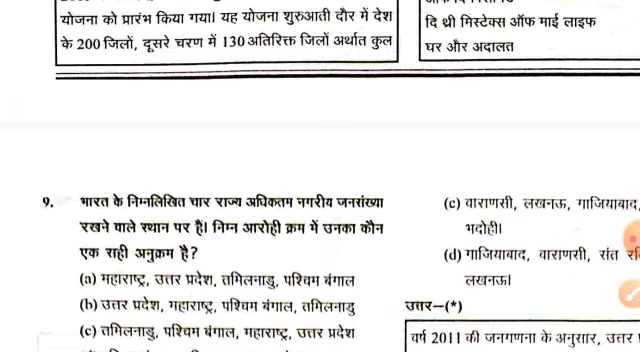 योजना को प्रारंभ किया गया। यह योजना शुरुआती दौर में देश
के 200 जिलों, दूसरे चरण में 130 अतिरिक्त जिलों अर्थात कुल
दि थ्री मिस्टेक्स ऑफ माई लाइफ
घर और अदालत
9. भारत के निम्नलिखित चार राज्य अधिकतम नगरीय जनसंख्या
रखने वाले स्थान पर हैं। निम्न आरोही क्रम में उनका कौन
एक सही अनुक्रम है?
(a) महाराष्ट्र, उत्तर प्रदेश, तमिलनाडु, पश्चिम बंगाल
(b) उत्तर प्रदेश, महाराष्ट्र, पश्चिम बंगाल, तमिलनाडु
(c) तमिलनाडु, पश्चिम बंगाल, महाराष्ट्र, उत्तर प्रदेश
(c) वाराणसी, लखनऊ, गाजियाबाद,
भदोही।
(d) गाजियाबाद, वाराणसी, संत
लखनऊ।
उत्तर—(*)
वर्ष 2011 की जनगणना के अनुसार, उत्तर